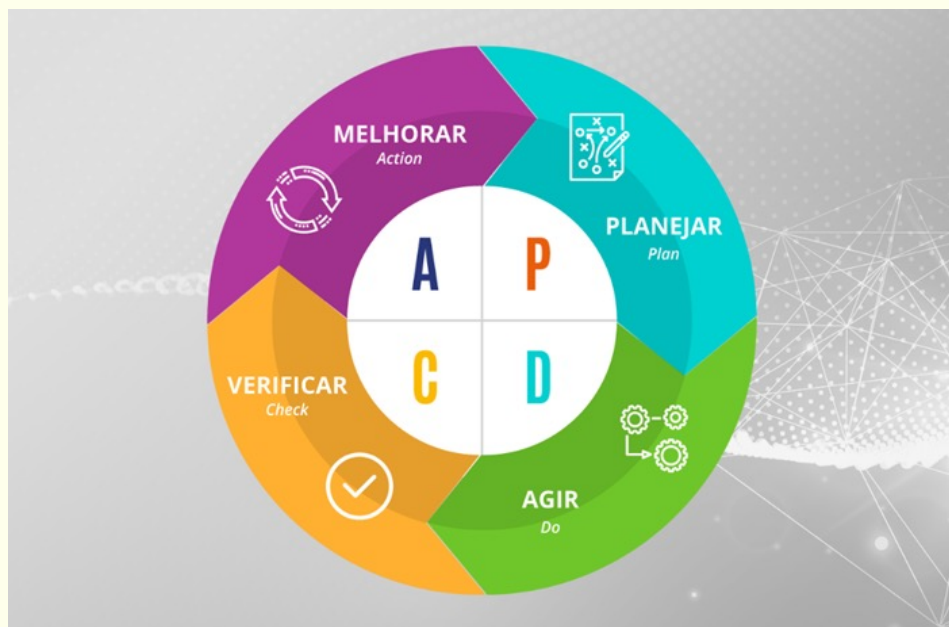 MELHORAR
Action
PLANEJAR
Plan
A
P
VERIFICAR
Check
C
D
AGIR
Do